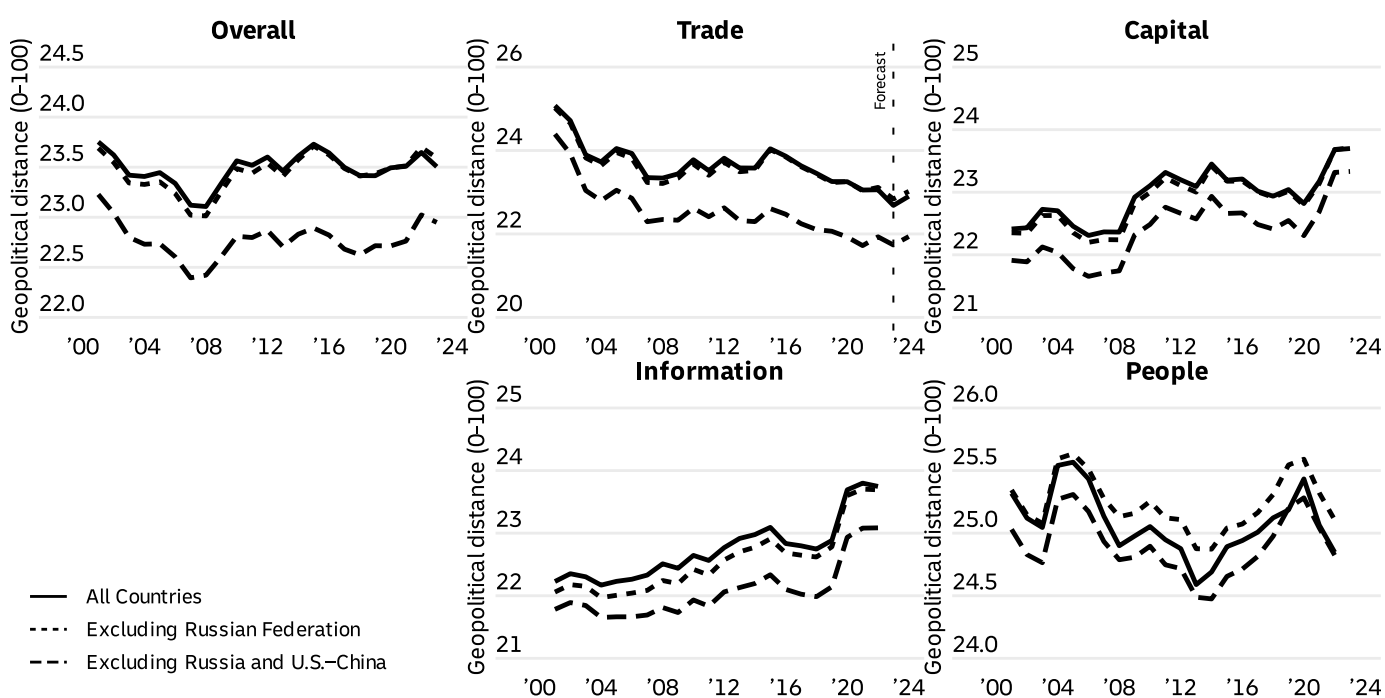 Overall
Geopolitical distance (0–100)
24.5
24.0
23.5
23.0
22.5
22.0
’00 ’04 ’08 ’12 ’16 ’20 ’24
Trade
Geopolitical distance (0–100)
26
24
22
20
Forecast
’00 ’04 ’08 ’12 ’16 ’20 ’24
Capital
Geopolitical distance (0–100)
25
24
23
22
21
’00 ’04 ’08 ’12 ’16 ’20 ’24
Information
Geopolitical distance (0–100)
25
24
23
22
21
’00 ’04 ’08 ’12 ’16 ’20 ’24
People
Geopolitical distance (0–100)
26.0
25.5
25.0
24.5
24.0
’00 ’04 ’08 ’12 ’16 ’20 ’24
All Countries
Excluding Russian Federation
Excluding Russia and U.S.–China